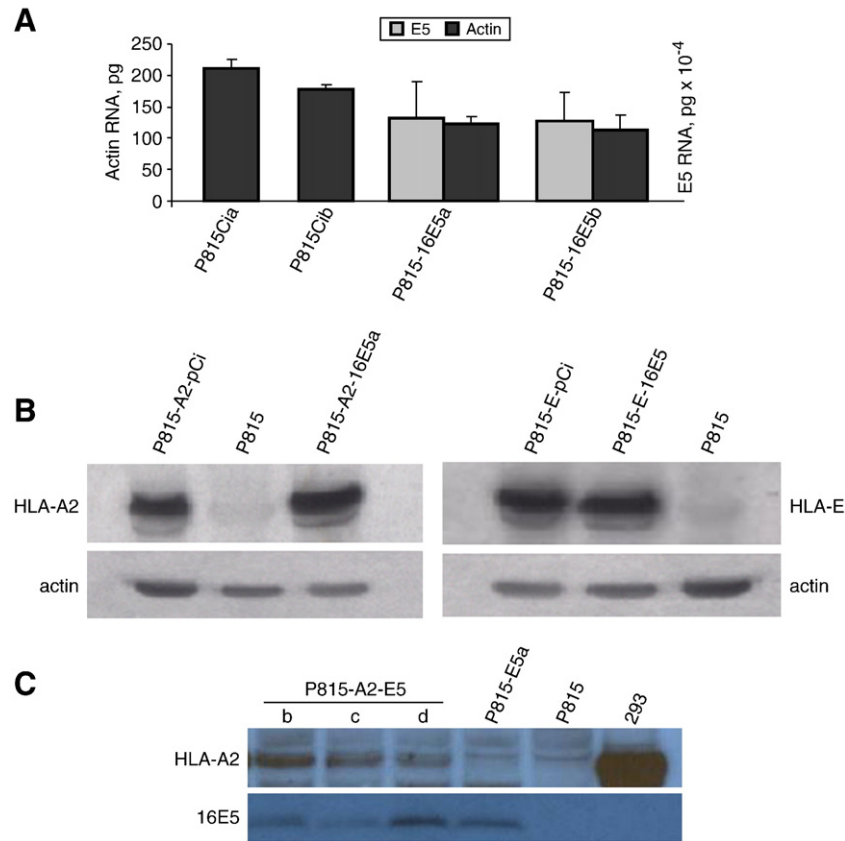 A
E5 Actin
Actin RNA, pg
250
200
150
100
50
0
E5 RNA, pg x 10-4
P815Cia
P815Cib
P815-16E5a
P815-16E5b
B
P815-A2-pCi
P815
P815-A2-16E5a
P815-E-pCi
P815-E-16E5
P815
HLA-A2
HLA-E
actin
actin
C
P815-A2-E5
P815-E5a
P815
293
b c d
HLA-A2
16E5